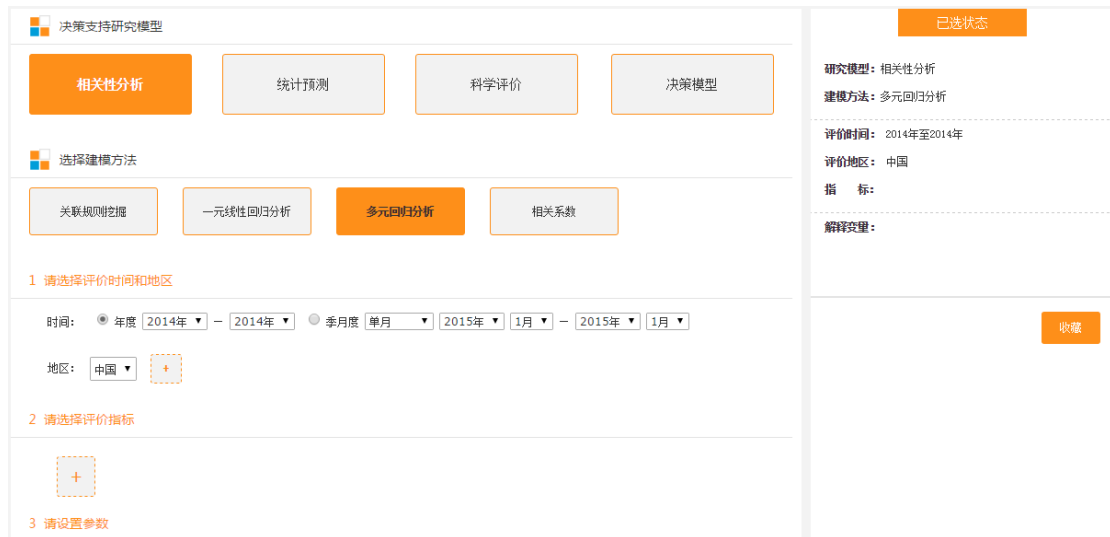 决策支持研究模型
相关性分析 统计预测 科学评价 决策模型
选择建模方法
关联规则挖掘 一元线性回归分析 多元回归分析 相关系数
1 请选择评价时间和地区
时间： 年度 2014年 － 2014年 季月度 单月 2015年 1月 － 2015年 1月
地区： 中国 +
2 请选择评价指标
+
3 请设置参数
已选状态
研究模型：相关性分析
建模方法：多元回归分析
评价时间： 2014年至2014年
评价地区： 中国
指 标：
解释变量：
收藏